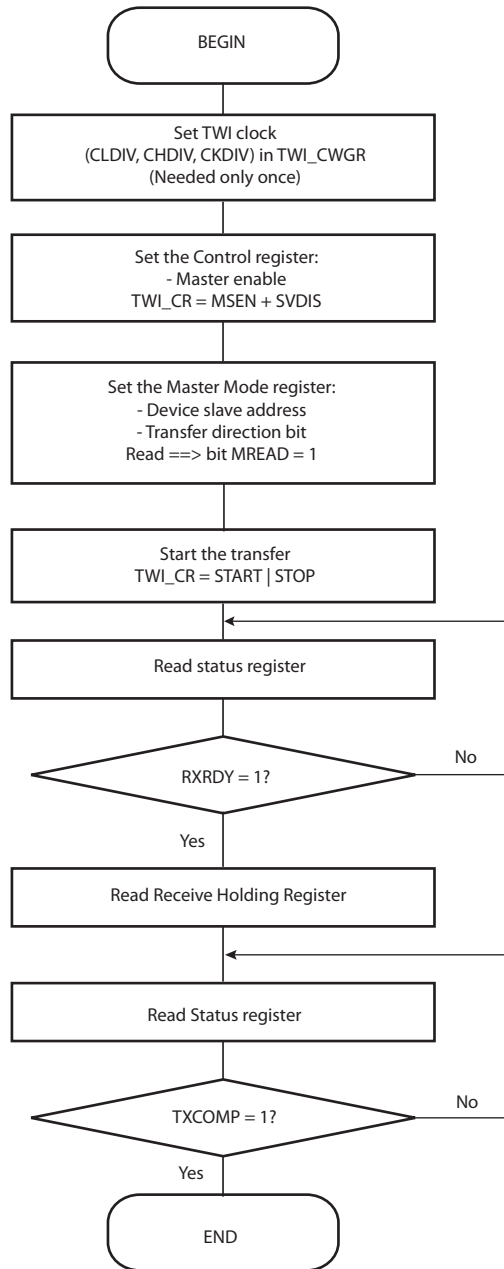 BEGIN
Set TWI clock
(CLDIV, CHDIV, CKDIV) in TWI_CWGR
(Needed only once)
Set the Control register:
- Master enable
TWI_CR = MSEN + SVDIS
Set the Master Mode register:
- Device slave address
- Transfer direction bit
Read ==> bit MREAD = 1
Start the transfer
TWI_CR = START | STOP
Read status register
RXRDY = 1?
No
Yes
Read Receive Holding Register
Read Status register
TXCOMP = 1?
No
Yes
END